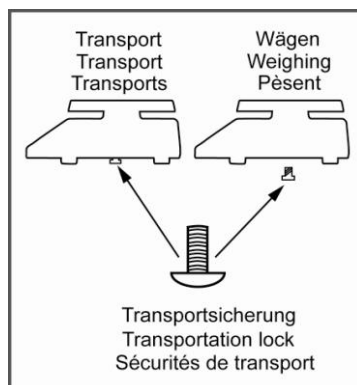 Transport
Transport
Transports
Wägen
Weighing
Pèsent
Transportsicherung
Transportation lock
Sécurités de transport